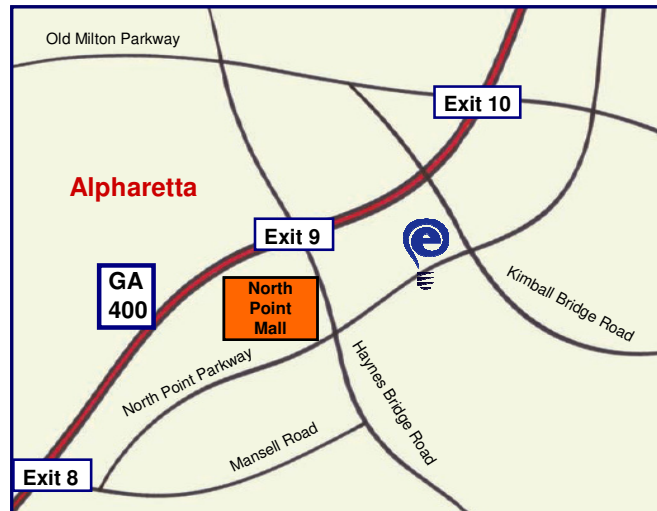 Old Milton Parkway
Exit 10
Alpharetta
Exit 9
e
GA
400
North
Point
Mall
Kimball Bridge Road
North Point Parkway
Haynes Bridge Road
Mansell Road
Exit 8